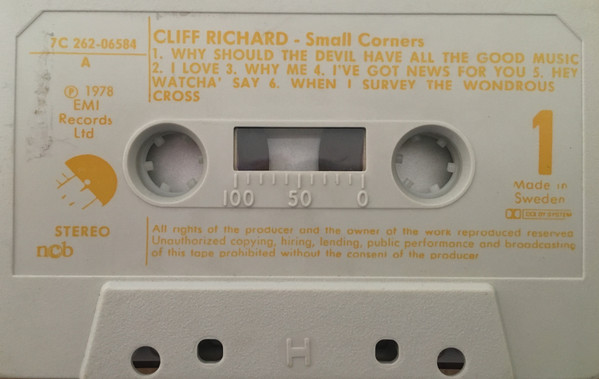 7C 262-06584
A
℗ 1978
EMI
Records
Ltd
STEREO
ncb
CLIFF RICHARD - Small Corners
1. WHY SHOULD THE DEVIL HAVE ALL THE GOOD MUSIC
2. I LOVE 3. WHY ME 4. I'VE GOT NEWS FOR YOU 5. HEY
WATCHA' SAY 6. WHEN I SURVEY THE WONDROUS
CROSS
1
Made in
Sweden
DOLBY SYSTEM
100 50 0
All rights of the producer and the owner of the work reproduced reserved
Unauthorized copying, hiring, lending, public performance and broadcasting
of this tape prohibited without the consent of the producer
H